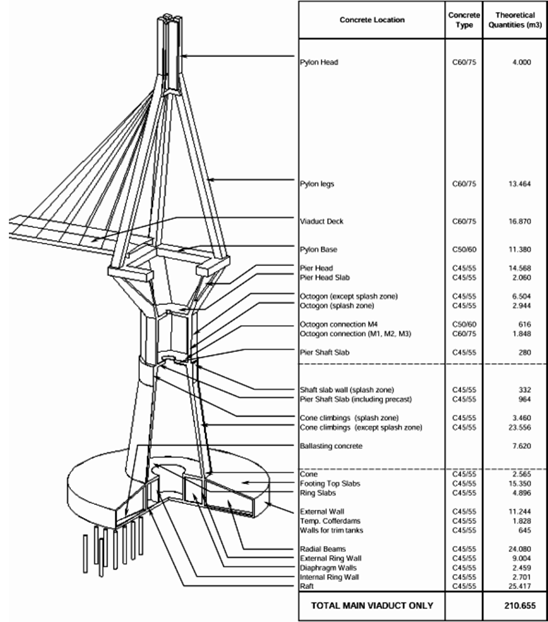 Concrete Location Concrete Type Theoretical Quantities (m3)
Pylon Head C60/75 4.000
Pylon legs C60/75 13.464
Viaduct Deck C60/75 16.870
Pylon Base C50/60 11.380
Pier Head C45/55 14.568
Pier Head Slab C45/55 2.060
Octogon (except splash zone) C45/55 6.504
Octogon (splash zone) C45/55 2.944
Octogon connection M4 C50/60 616
Octogon connection (M1, M2, M3) C60/75 1.848
Pier Shaft Slab C45/55 280
Shaft slab wall (splash zone) C45/55 332
Pier Shaft Slab (including precast) C45/55 964
Cone climbings (splash zone) C45/55 3.460
Cone climbings (except splash zone) C45/55 23.556
Ballasting concrete 7.620
Cone C45/55 2.565
Footing Top Slabs C45/55 15.350
Ring Slabs C45/55 4.896
External Wall C45/55 11.244
Temp. Cofferdams C45/55 1.828
Walls for trim tanks C45/55 645
Radial Beams C45/55 24.080
External Ring Wall C45/55 9.004
Diaphragm Walls C45/55 2.459
Internal Ring Wall C45/55 2.701
Raft C45/55 25.417
TOTAL MAIN VIADUCT ONLY 210.655